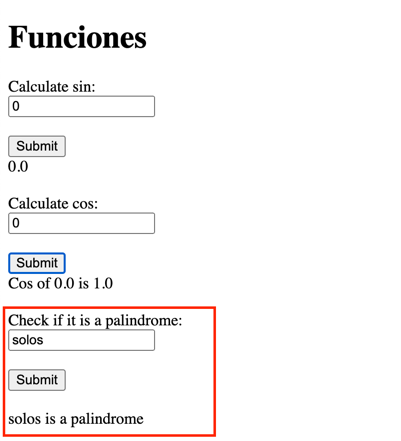 Funciones
Calculate sin:
0
Submit
0.0
Calculate cos:
0
Submit
Cos of 0.0 is 1.0
Check if it is a palindrome:
solos
Submit
solos is a palindrome